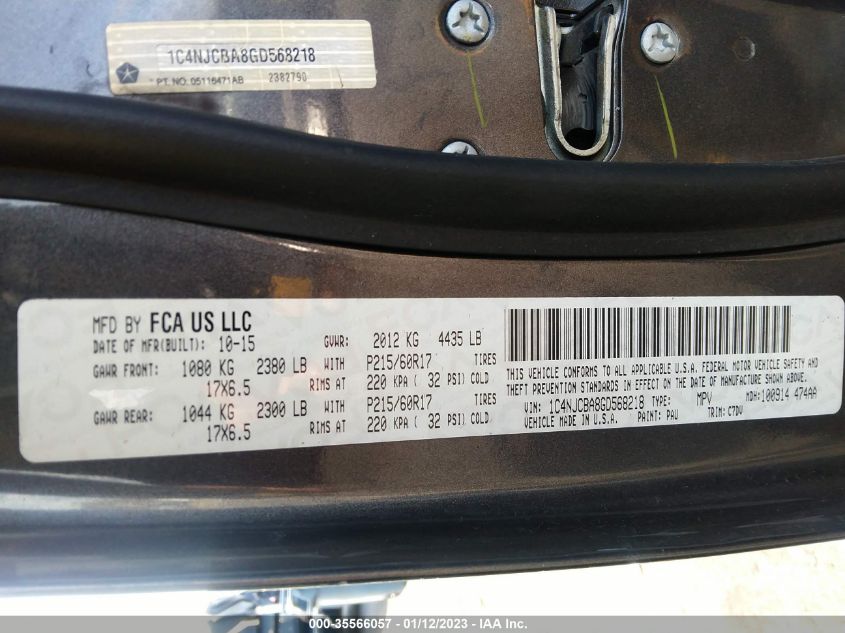 1C4NJCBA8GD568218
PT. NO. 05116471AB 2382790
MFD BY FCA US LLC
DATE OF MFR(BUILT): 10-15 GVWR: 2012 KG 4435 LB
GAWR FRONT: 1080 KG 2380 LB WITH P215/60R17 TIRES
17X6.5 RIMS AT 220 KPA ( 32 PSI) COLD
GAWR REAR: 1044 KG 2300 LB WITH P215/60R17 TIRES
17X6.5 RIMS AT 220 KPA ( 32 PSI) COLD
THIS VEHICLE CONFORMS TO ALL APPLICABLE U.S.A. FEDERAL MOTOR VEHICLE SAFETY AND
THEFT PREVENTION STANDARDS IN EFFECT ON THE DATE OF MANUFACTURE SHOWN ABOVE.
VIN: 1C4NJCBA8GD568218 TYPE: MPV MDH: 100914 474AA
VEHICLE MADE IN U.S.A. PAINT: PAU TRIM: C7DV
000-35566057 - 01/12/2023 - IAA Inc.